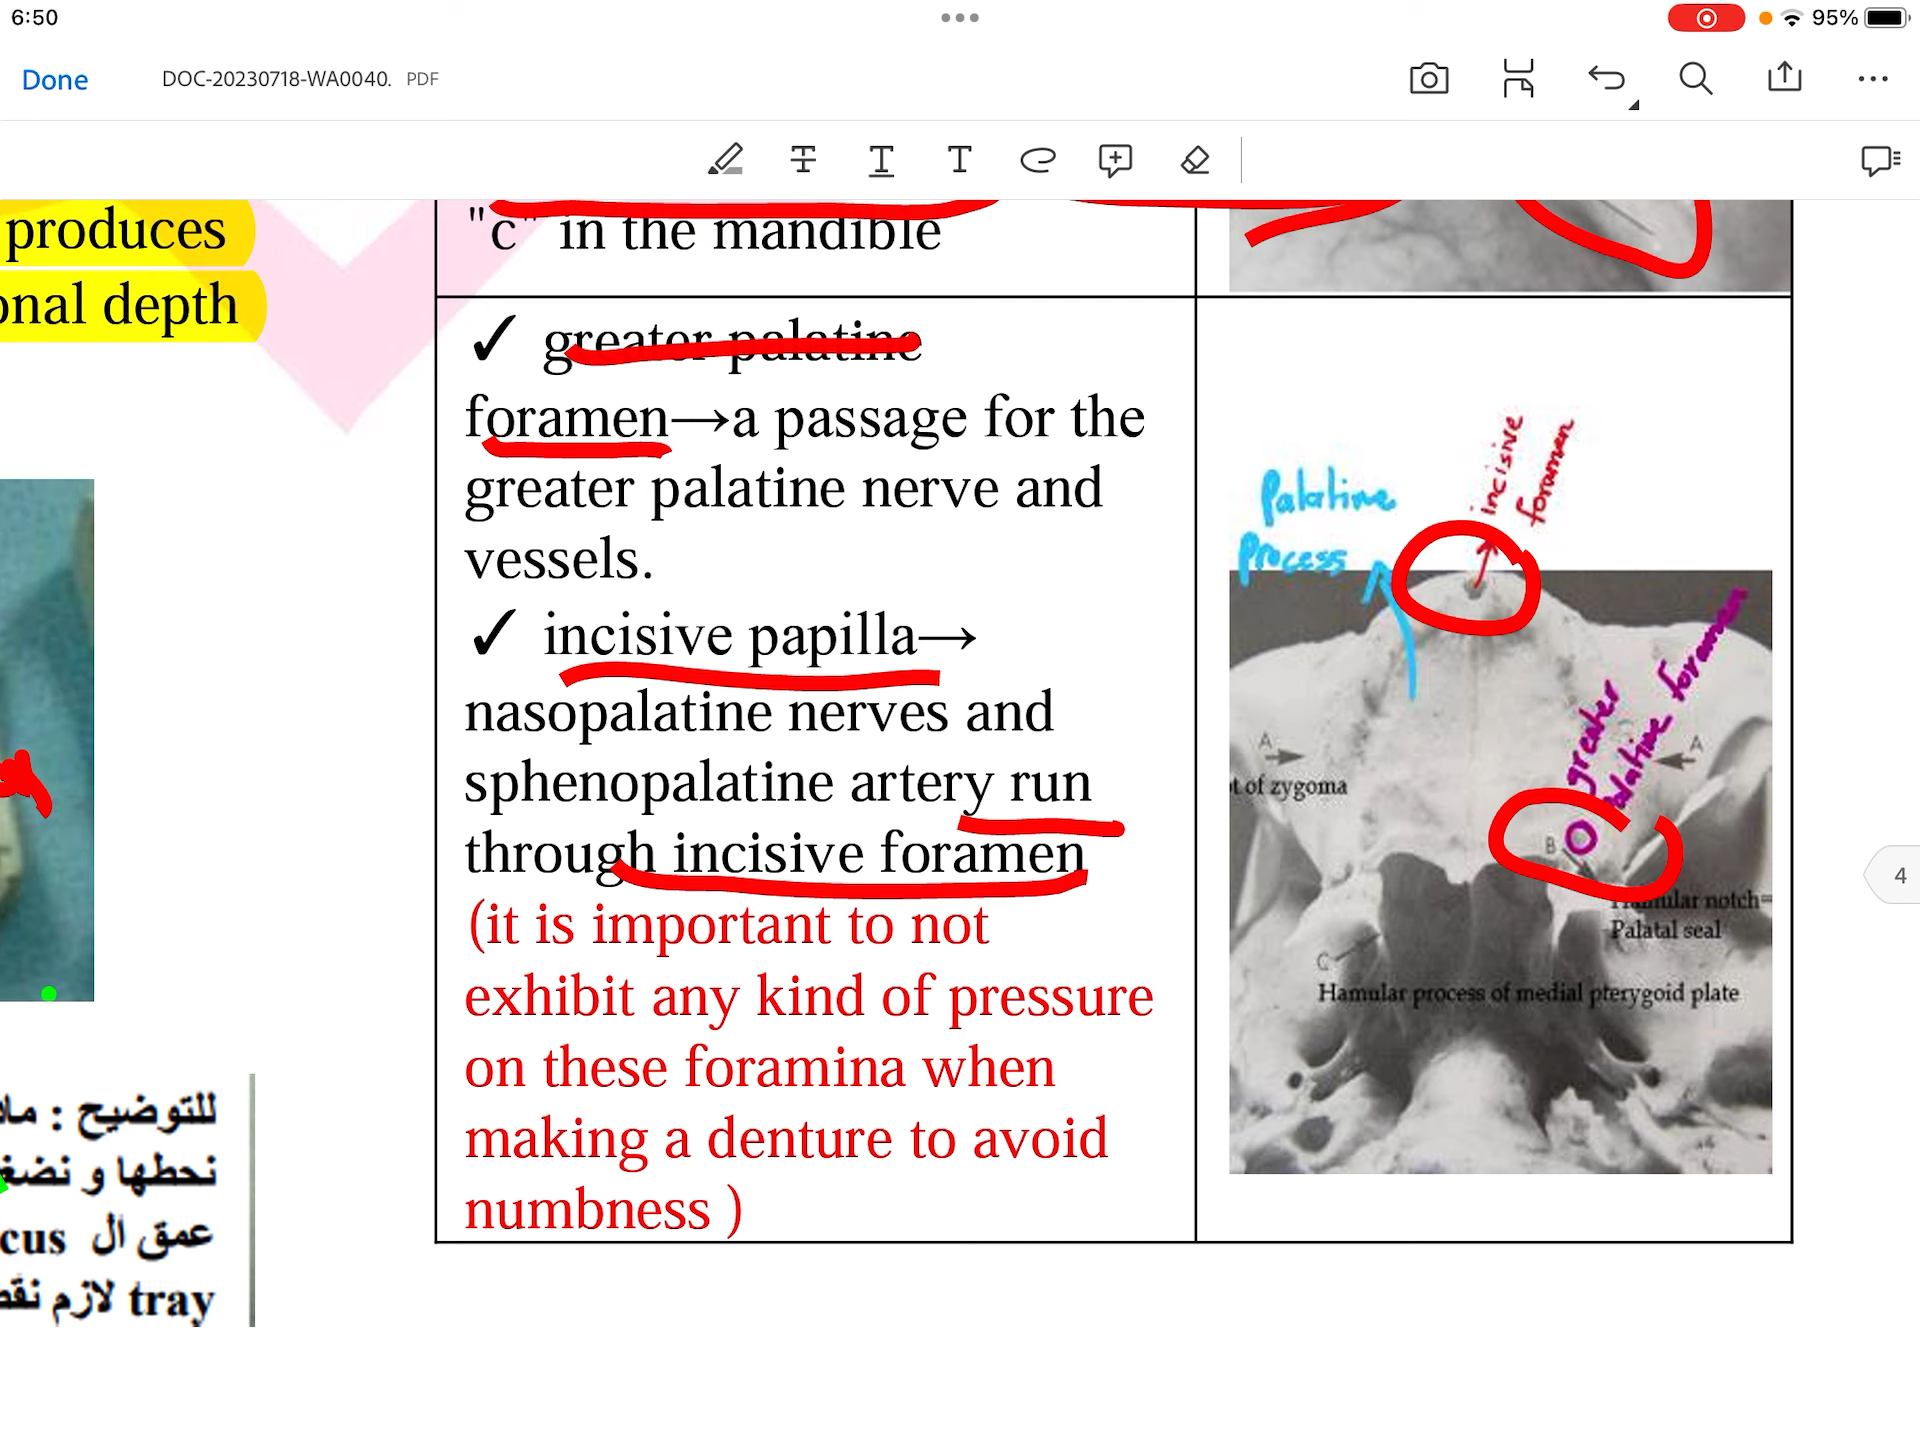 6:50
95%
Done
DOC-20230718-WA0040. PDF
produces
onal depth
"c" in the mandible
✓ greater palatine
foramen→a passage for the
greater palatine nerve and
vessels.
✓ incisive papilla→
nasopalatine nerves and
sphenopalatine artery run
through incisive foramen
(it is important to not
exhibit any kind of pressure
on these foramina when
making a denture to avoid
numbness )
incisive
foramen
Palatine
Process
greater
palatine foramen
A
A
t of zygoma
B
Hamular notch=
Palatal seal
C
Hamular process of medial pterygoid plate
4
للتوضيح :
نحطها و
عمق ال cus
tray لازم